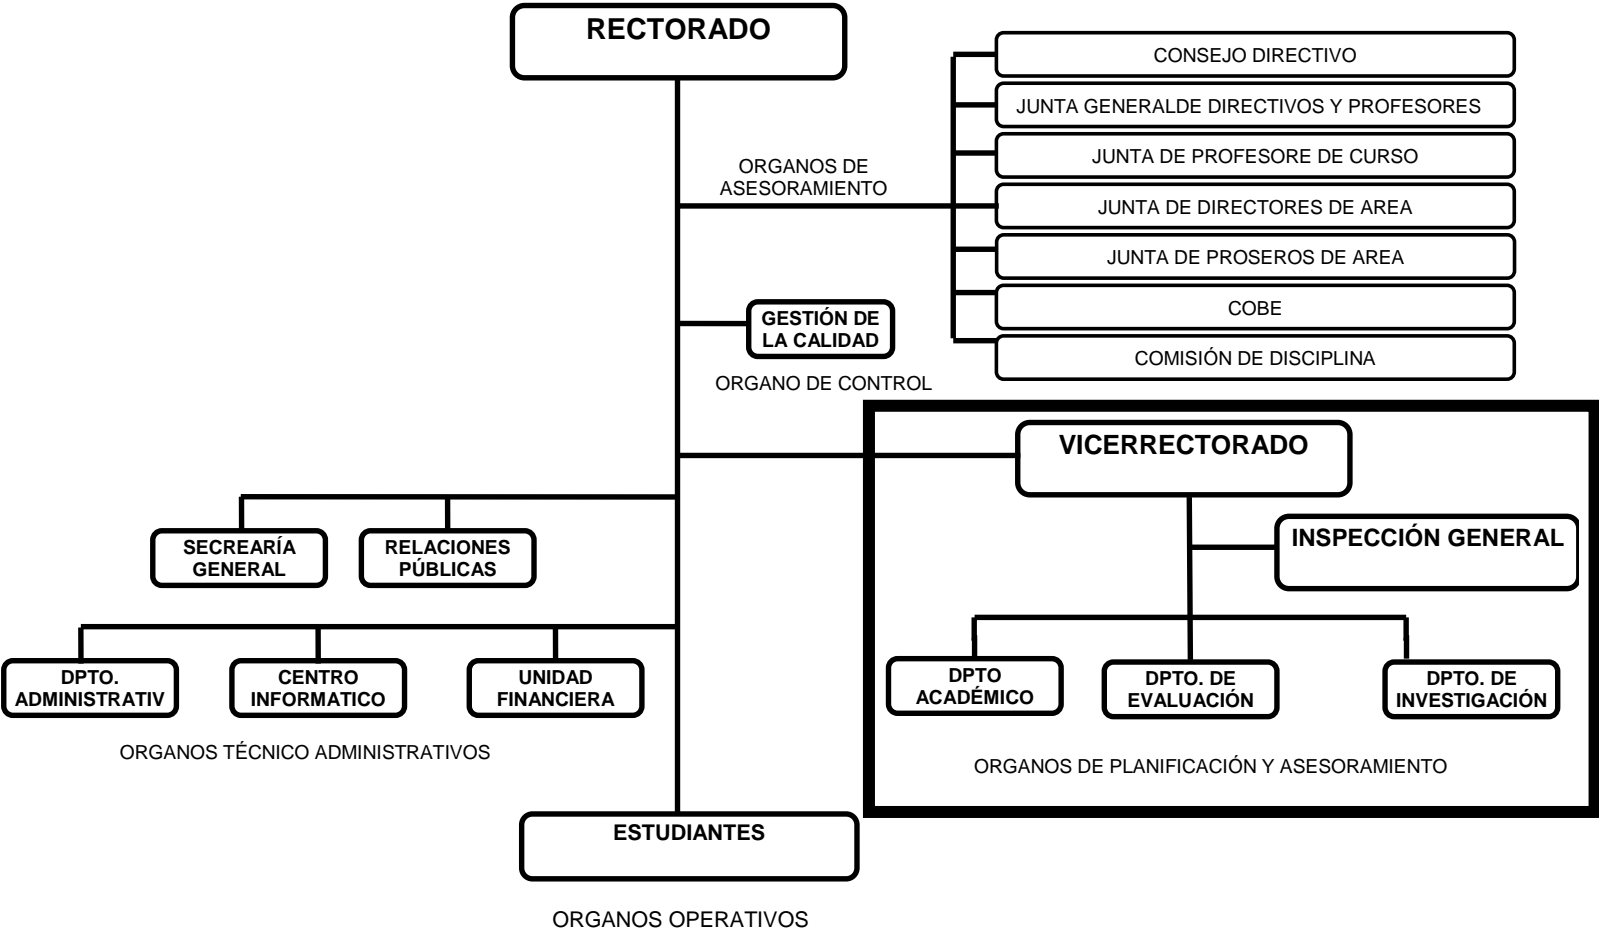 RECTORADO
CONSEJO DIRECTIVO
JUNTA GENERALDE DIRECTIVOS Y PROFESORES
JUNTA DE PROFESORE DE CURSO
ORGANOS DE
ASESORAMIENTO
JUNTA DE DIRECTORES DE AREA
JUNTA DE PROSEROS DE AREA
COBE
COMISIÓN DE DISCIPLINA
GESTIÓN DE
LA CALIDAD
ORGANO DE CONTROL
VICERRECTORADO
INSPECCIÓN GENERAL
SECREARÍA
GENERAL
RELACIONES
PÚBLICAS
DPTO.
ADMINISTRATIV
CENTRO
INFORMATICO
UNIDAD
FINANCIERA
DPTO
ACADÉMICO
DPTO. DE
EVALUACIÓN
DPTO. DE
INVESTIGACIÓN
ORGANOS TÉCNICO ADMINISTRATIVOS
ORGANOS DE PLANIFICACIÓN Y ASESORAMIENTO
ESTUDIANTES
ORGANOS OPERATIVOS